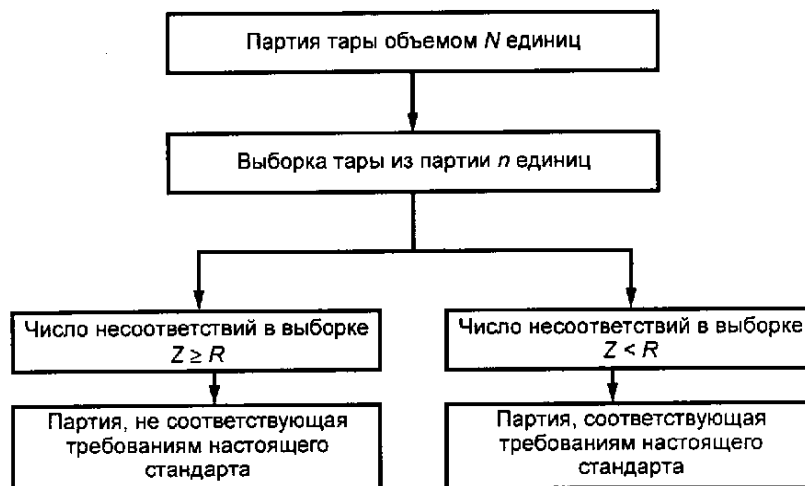 Партия тары объемом N единиц
Выборка тары из партии n единиц
Число несоответствий в выборке
Z ≥ R
Число несоответствий в выборке
Z < R
Партия, не соответствующая
требованиям настоящего
стандарта
Партия, соответствующая
требованиям настоящего
стандарта